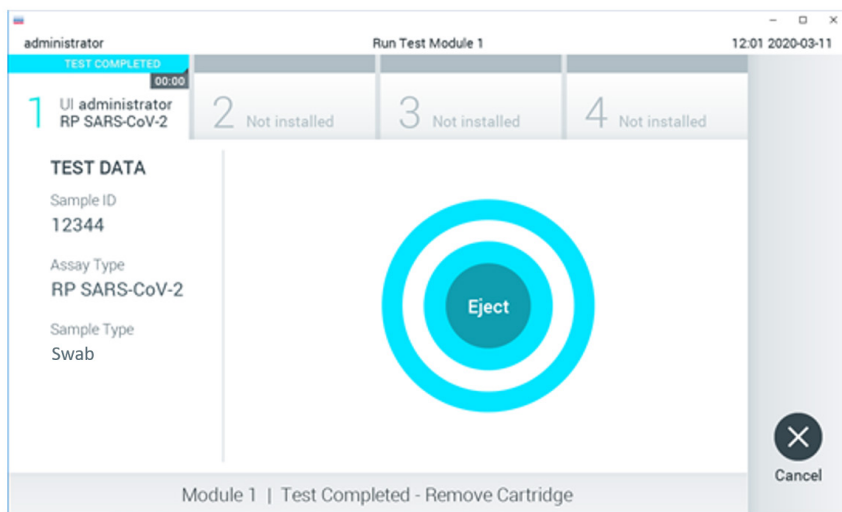 administrator Run Test Module 1 12:01 2020-03-11
TEST COMPLETED
00:00
1 UI administrator
RP SARS-CoV-2
2 Not installed
3 Not installed
4 Not installed
TEST DATA
Sample ID
12344
Assay Type
RP SARS-CoV-2
Sample Type
Swab
Eject
Cancel
Module 1 | Test Completed - Remove Cartridge